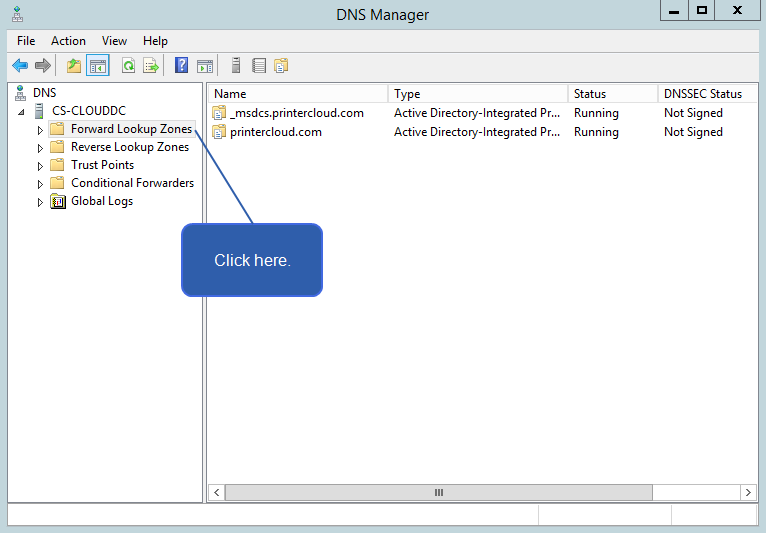 DNS Manager
File Action View Help
DNS
CS-CLOUDDC
Forward Lookup Zones
Reverse Lookup Zones
Trust Points
Conditional Forwarders
Global Logs
Name Type Status DNSSEC Status
_msdcs.printercloud.com Active Directory-Integrated Pr... Running Not Signed
printercloud.com Active Directory-Integrated Pr... Running Not Signed
Click here.